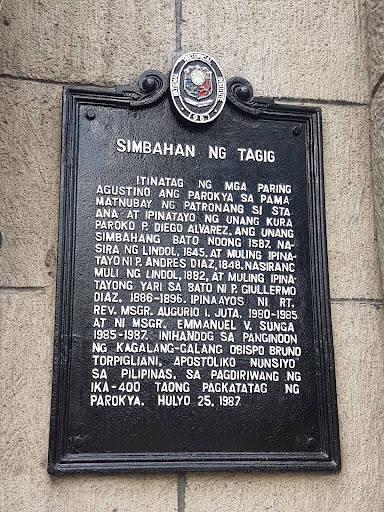 1987
SIMBAHAN NG TAGIG
ITINATAG NG MGA PARING
AGUSTINO ANG PAROKYA SA PAMA
MATNUBAY NG PATRONANG SI STA
ANA AT IPINATAYO NG UNANG KURA
PAROKO P. DIEGO ALVAREZ, ANG UNANG
SIMBAHANG BATO NOONG 1587. NA-
SIRA NG LINDOL, 1645, AT MULING IPINA-
TAYO NI P. ANDRES DIAZ, 1848. NASIRANG
MULI NG LINDOL, 1882, AT MULING IPINA-
TAYONG YARI SA BATO NI P. GIULLERMO
DIAZ, 1886-1896. IPINAAYOS NI RT.
REV. MSGR. AUGURIO I. JUTA, 1980-1985
AT NI MSGR. EMMANUEL V. SUNGA
1985-1987. INIHANDOG SA PANGINOON
NG KAGALANG-GALANG OBISPO BRUNO
TORPIGLIANI, APOSTOLIKO NUNSIYO
SA PILIPINAS, SA PAGDIRIWANG NG
IKA-400 TAONG PAGKATATAG NG
PAROKYA, HULYO 25, 1987